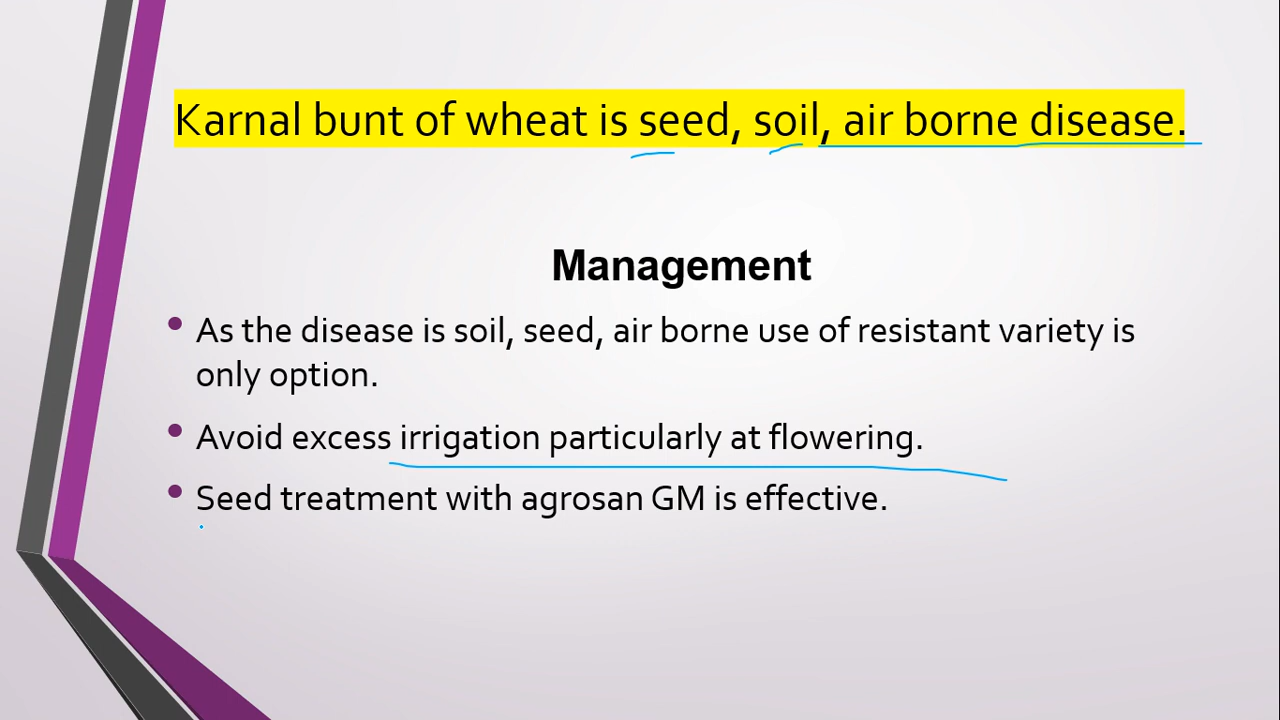 Karnal bunt of wheat is seed, soil, air borne disease.
Management
• As the disease is soil, seed, air borne use of resistant variety is
only option.
• Avoid excess irrigation particularly at flowering.
• Seed treatment with agrosan GM is effective.